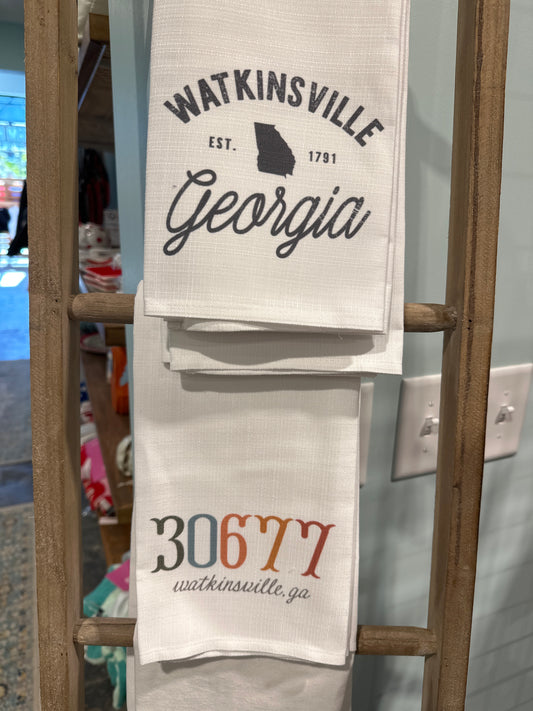 WATKINSVILLE
EST. 1791
Georgia
30677
watkinsville, ga